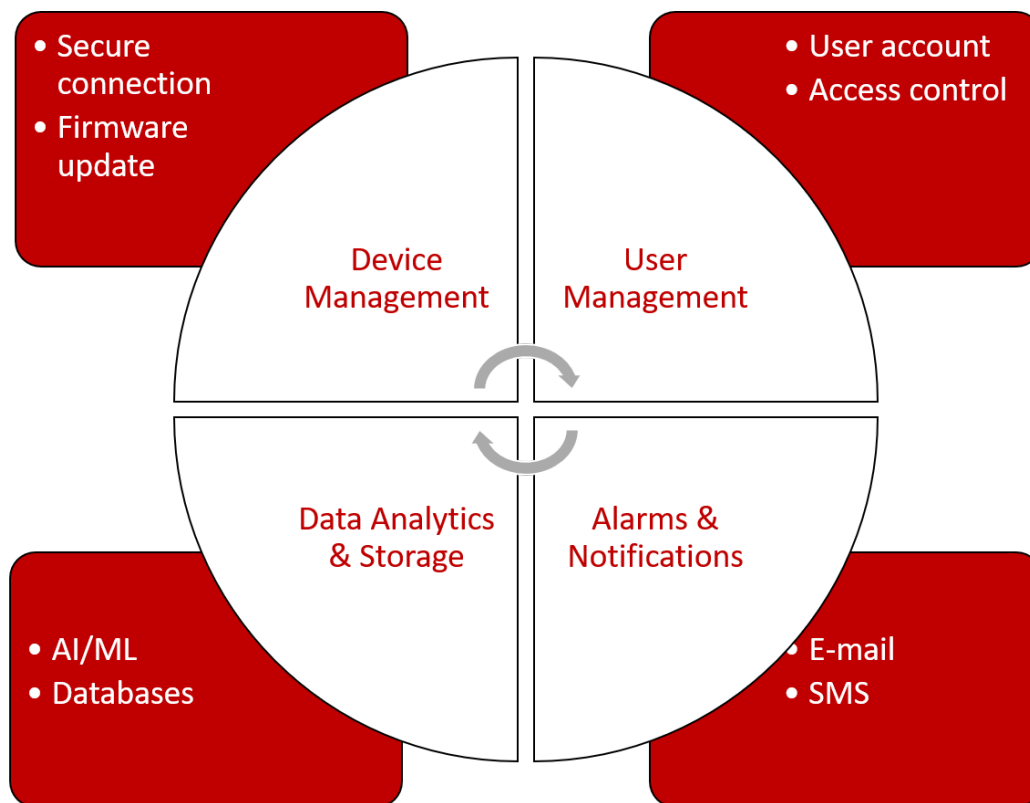 • Secure
connection
• Firmware
update
• User account
• Access control
Device
Management
User
Management
Data Analytics
& Storage
Alarms &
Notifications
• AI/ML
• Databases
• E-mail
• SMS